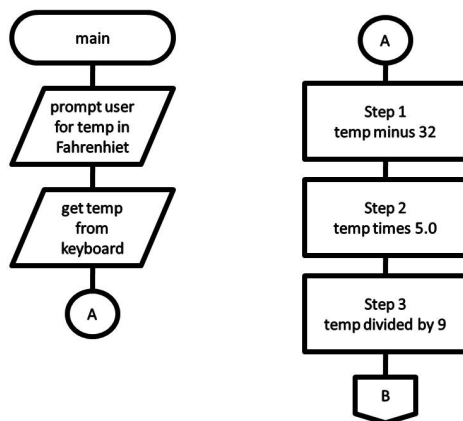 main
prompt user
for temp in
Fahrenhiet
get temp
from
keyboard
A
A
Step 1
temp minus 32
Step 2
temp times 5.0
Step 3
temp divided by 9
B